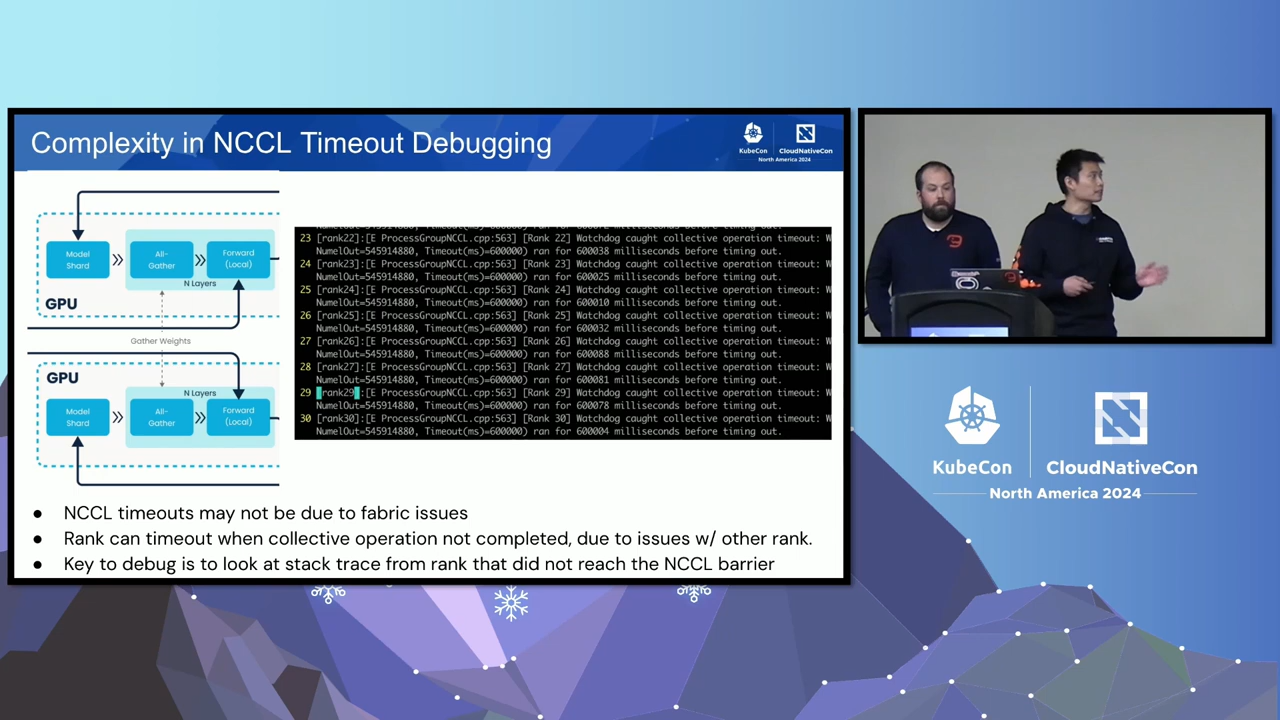 Complexity in NCCL Timeout Debugging
KubeCon
CloudNativeCon
North America 2024
Model
Shard
All-
Gather
Forward
(Local)
N Layers
GPU
Gather Weights
GPU
N Layers
Model
Shard
All-
Gather
Forward
(Local)
23 [rank22]:[E ProcessGroupNCCL.cpp:563] [Rank 22] Watchdog caught collective operation timeout: W
NumelOut=545914880, Timeout(ms)=600000) ran for 600038 milliseconds before timing out.
24 [rank23]:[E ProcessGroupNCCL.cpp:563] [Rank 23] Watchdog caught collective operation timeout: W
NumelOut=545914880, Timeout(ms)=600000) ran for 600025 milliseconds before timing out.
25 [rank24]:[E ProcessGroupNCCL.cpp:563] [Rank 24] Watchdog caught collective operation timeout: W
NumelOut=545914880, Timeout(ms)=600000) ran for 600010 milliseconds before timing out.
26 [rank25]:[E ProcessGroupNCCL.cpp:563] [Rank 25] Watchdog caught collective operation timeout: W
NumelOut=545914880, Timeout(ms)=600000) ran for 600032 milliseconds before timing out.
27 [rank26]:[E ProcessGroupNCCL.cpp:563] [Rank 26] Watchdog caught collective operation timeout: W
NumelOut=545914880, Timeout(ms)=600000) ran for 600088 milliseconds before timing out.
28 [rank27]:[E ProcessGroupNCCL.cpp:563] [Rank 27] Watchdog caught collective operation timeout: W
NumelOut=545914880, Timeout(ms)=600000) ran for 600081 milliseconds before timing out.
29 [rank29]:[E ProcessGroupNCCL.cpp:563] [Rank 29] Watchdog caught collective operation timeout: W
NumelOut=545914880, Timeout(ms)=600000) ran for 600078 milliseconds before timing out.
30 [rank30]:[E ProcessGroupNCCL.cpp:563] [Rank 30] Watchdog caught collective operation timeout: W
NumelOut=545914880, Timeout(ms)=600000) ran for 600004 milliseconds before timing out.
● NCCL timeouts may not be due to fabric issues
● Rank can timeout when collective operation not completed, due to issues w/ other rank.
● Key to debug is to look at stack trace from rank that did not reach the NCCL barrier
KubeCon
CloudNativeCon
North America 2024